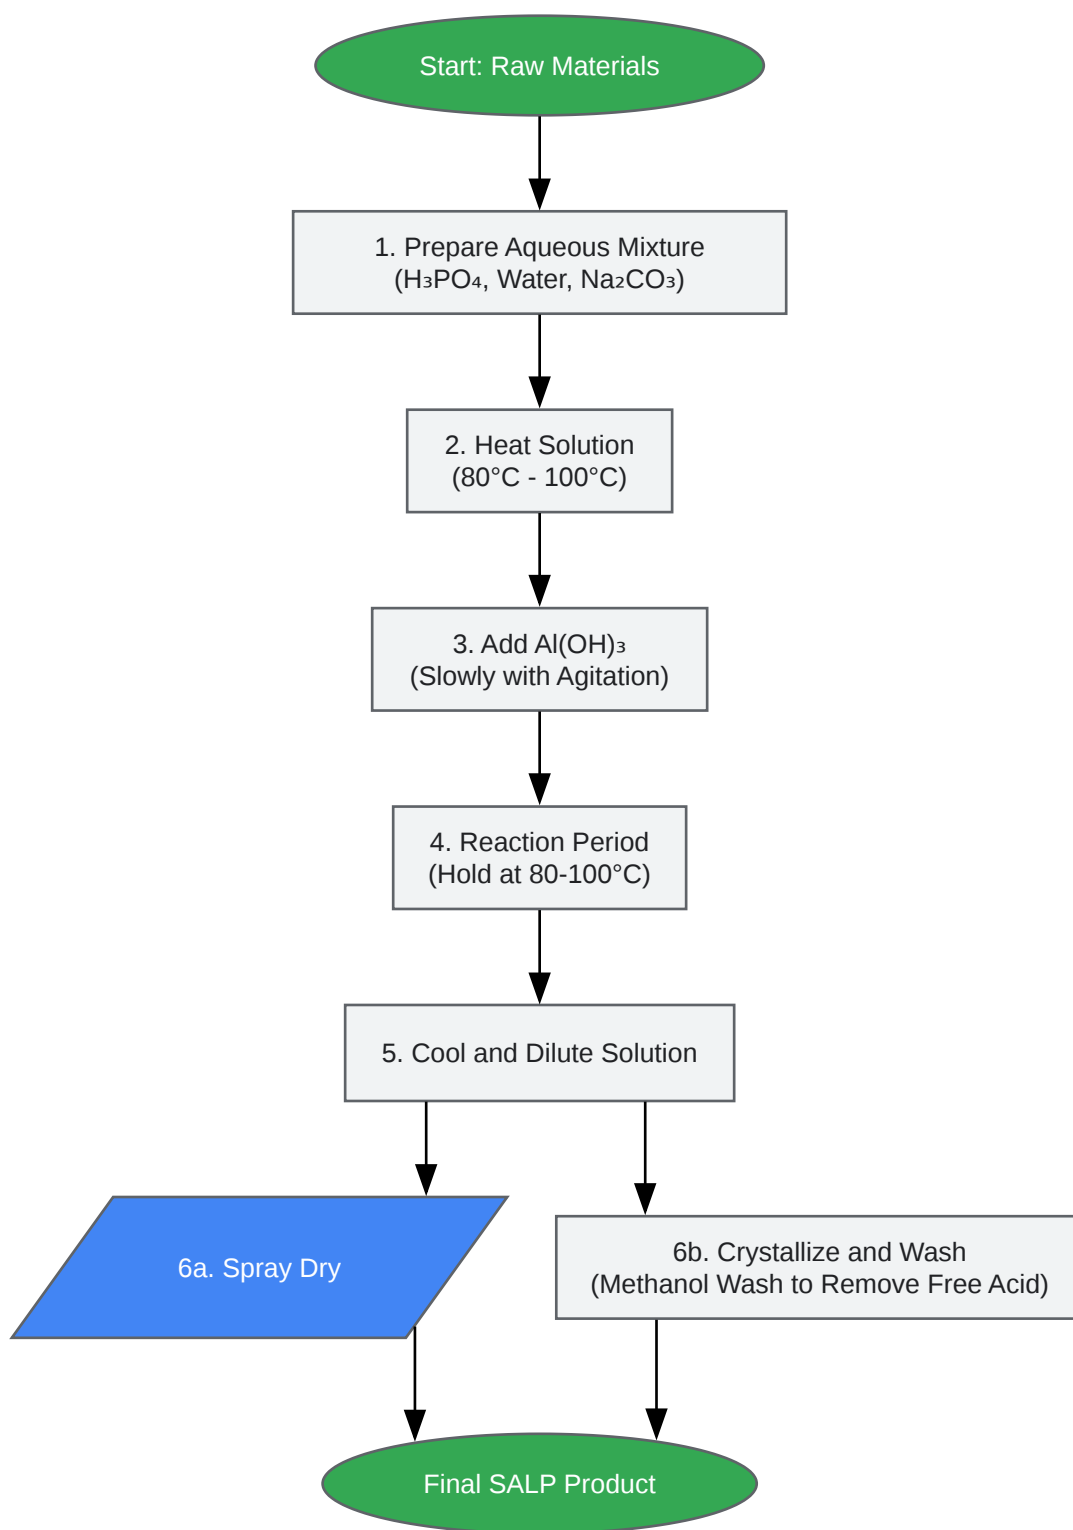 Start: Raw Materials
1. Prepare Aqueous Mixture
(H₃PO₄, Water, Na₂CO₃)
2. Heat Solution
(80°C - 100°C)
3. Add Al(OH)₃
(Slowly with Agitation)
4. Reaction Period
(Hold at 80-100°C)
5. Cool and Dilute Solution
6a. Spray Dry
6b. Crystallize and Wash
(Methanol Wash to Remove Free Acid)
Final SALP Product